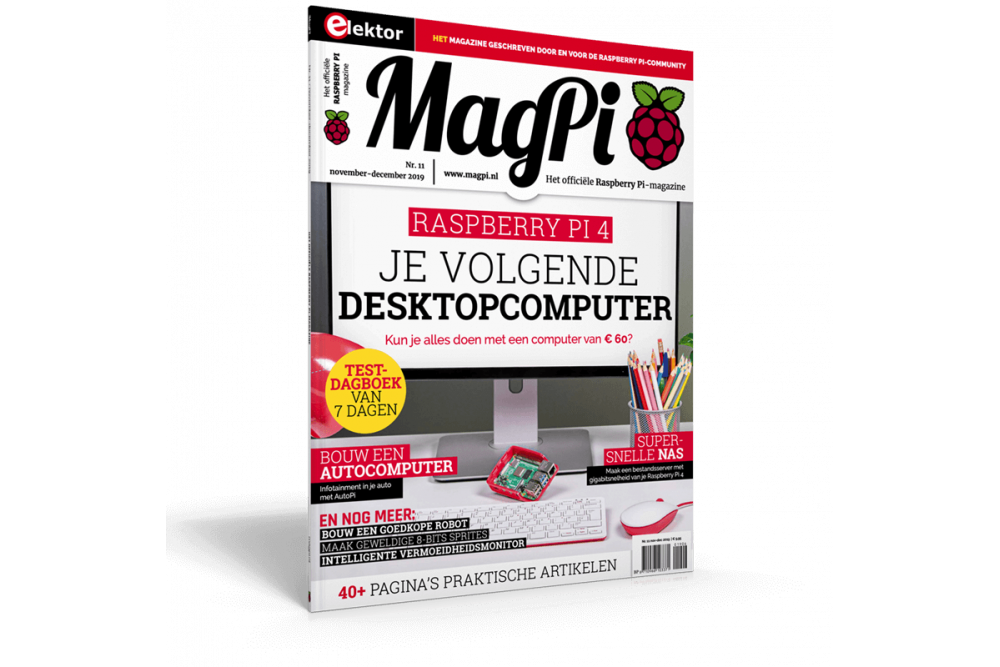 elektor
HET MAGAZINE GESCHREVEN DOOR EN VOOR DE RASPBERRY PI-COMMUNITY
Het officiële
RASPBERRY PI
magazine
MagPi
Nr. 11
november-december 2019
www.magpi.nl
Het officiële Raspberry Pi-magazine
RASPBERRY PI 4
JE VOLGENDE
DESKTOPCOMPUTER
Kun je alles doen met een computer van € 60?
TEST-
DAGBOEK
VAN
7 DAGEN
BOUW EEN
AUTOCOMPUTER
Infotainment in je auto
met AutoPi
SUPER-
SNELLE NAS
Maak een bestandsserver met
gigabitsnelheid van je Raspberry Pi 4
EN NOG MEER:
BOUW EEN GOEDKOPE ROBOT
MAAK GEWELDIGE 8-BITS SPRITES
INTELLIGENTE VERMOEIDHEIDSMONITOR
40+ PAGINA'S PRAKTISCHE ARTIKELEN